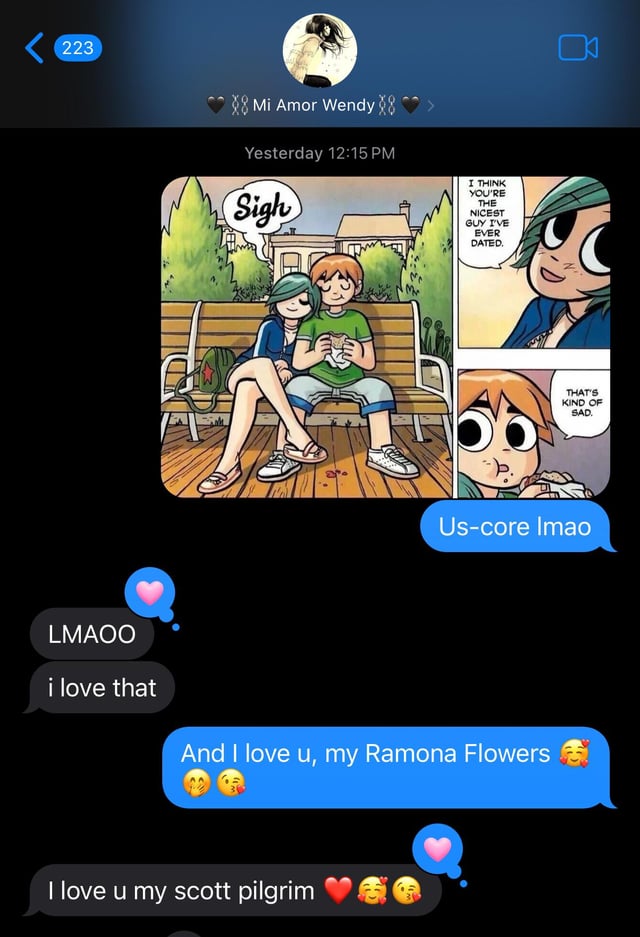 223
🖤 ⛓️ Mi Amor Wendy ⛓️ 🖤 >
Yesterday 12:15 PM
Sigh
I THINK
YOU'RE
THE
NICEST
GUY I'VE
EVER
DATED.
THAT'S
KIND OF
SAD.
Us-core lmao
LMAOO
i love that
And I love u, my Ramona Flowers 🥰
🤭 😘
I love u my scott pilgrim ❤️ 🥰 😘